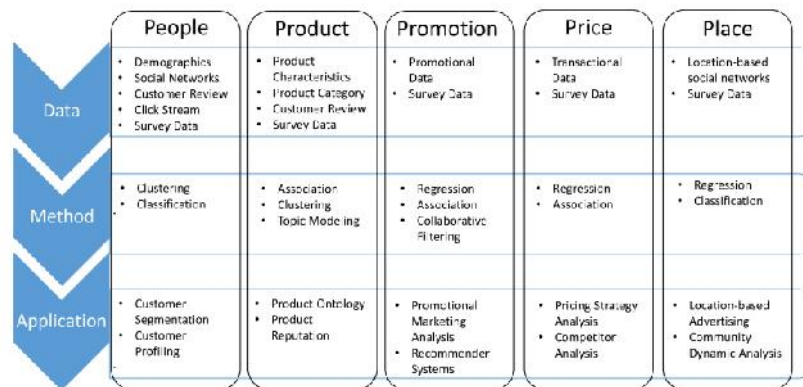 People
Product
Promotion
Price
Place
Data
• Demographics
• Social Networks
• Customer Review
• Click Stream
• Survey Data
• Product
Characteristics
• Product Category
• Customer Review
• Survey Data
• Promotional
Data
• Survey Data
• Transactional
Data
• Survey Data
• Location-based
social networks
• Survey Data
Method
• Clustering
• Classification
• Association
• Clustering
• Topic Modeling
• Regression
• Association
• Collaborative
Filtering
• Regression
• Association
• Regression
• Classification
Application
• Customer
Segmentation
• Customer
Profiling
• Product Ontology
• Product
Reputation
• Promotional
Marketing
Analysis
• Recommender
Systems
• Pricing Strategy
Analysis
• Competitor
Analysis
• Location-based
Advertising
• Community
Dynamic Analysis